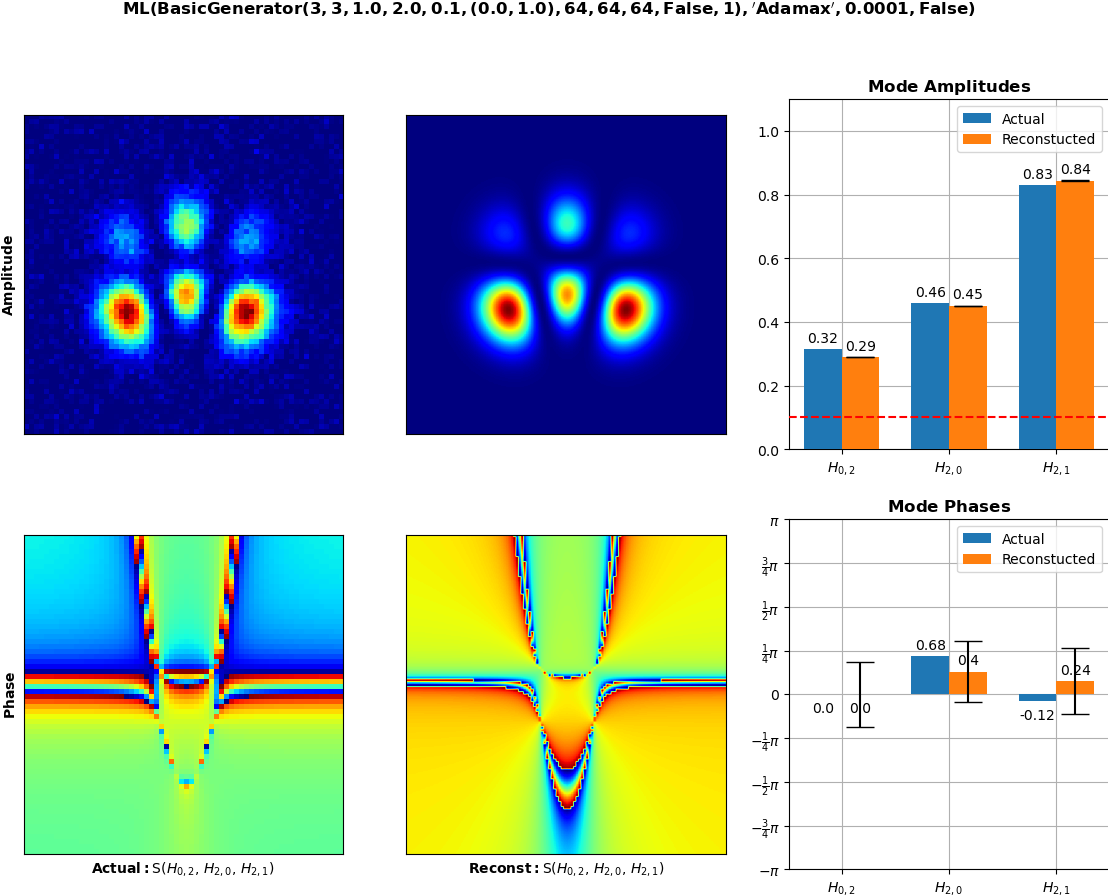 ML(BasicGenerator(3, 3, 1.0, 2.0, 0.1, (0.0, 1.0), 64, 64, 64, False, 1), ′Adamax′, 0.0001, False)
Amplitude
Mode Amplitudes
Actual
Reconstucted
1.0
0.8
0.6
0.4
0.2
0.0
0.32
0.29
0.46
0.45
0.83
0.84
H0, 2
H2, 0
H2, 1
Phase
Actual: S(H0, 2, H2, 0, H2, 1)
Reconst: S(H0, 2, H2, 0, H2, 1)
Mode Phases
Actual
Reconstucted
π
3/4π
1/2π
1/4π
0
−1/4π
−1/2π
−3/4π
−π
0.0
0.0
0.68
0.4
-0.12
0.24
H0, 2
H2, 0
H2, 1